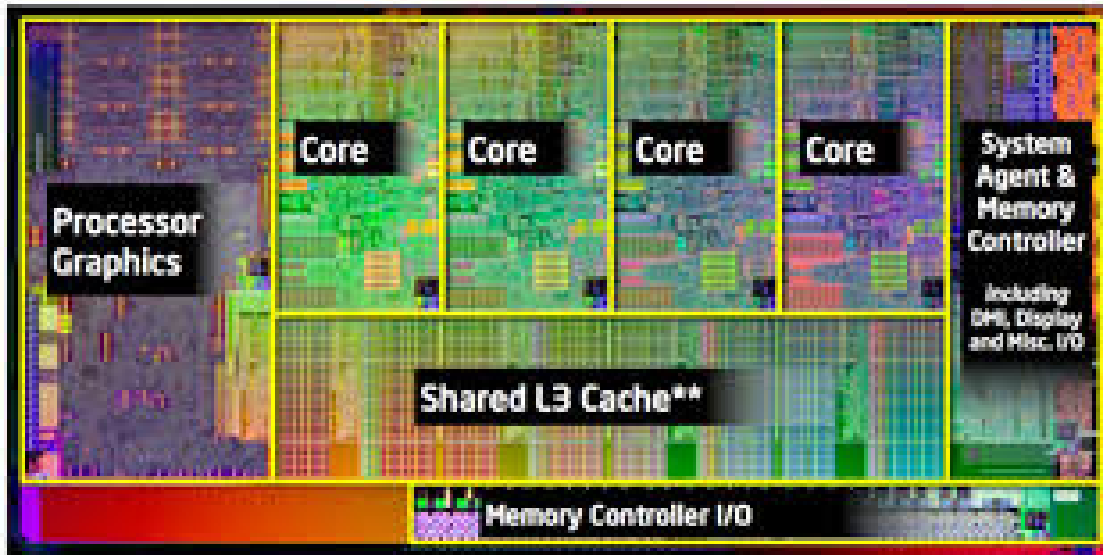 Processor
Graphics
Core
Core
Core
Core
System
Agent &
Memory
Controller
including
DMI, Display
and Misc. I/O
Shared L3 Cache**
Memory Controller I/O